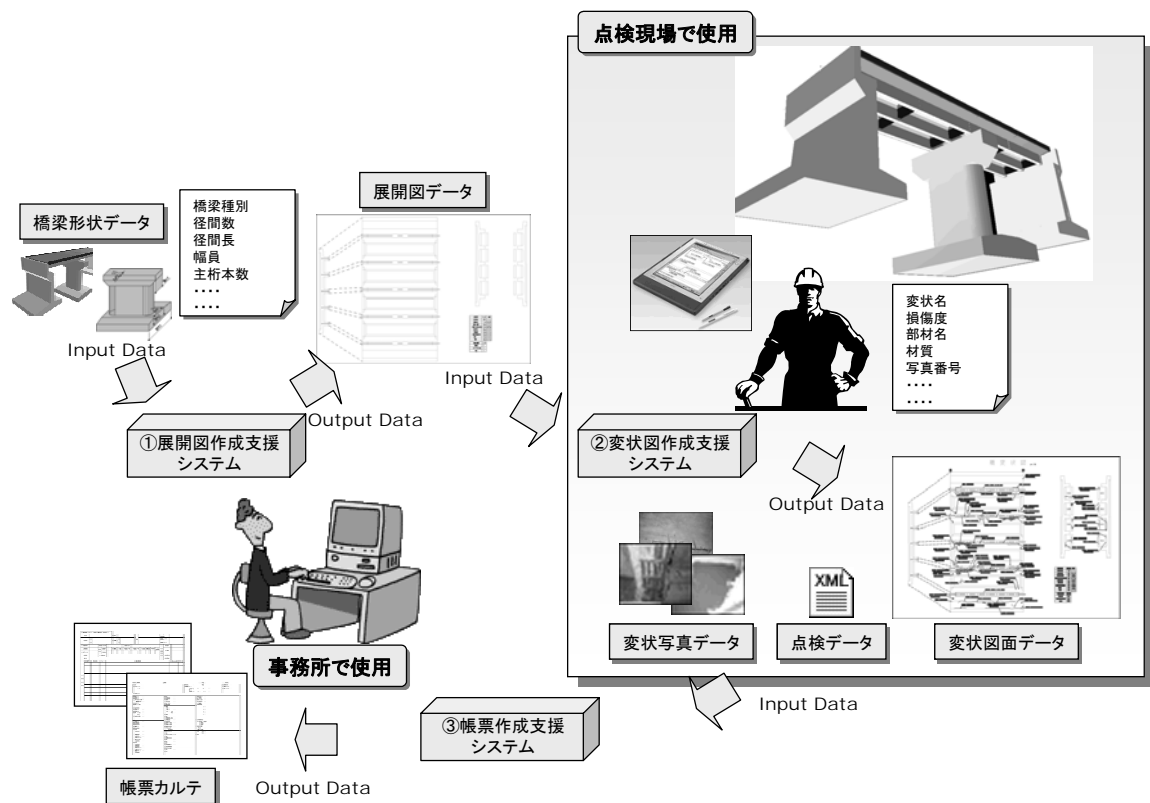 点検現場で使用
展開図データ
橋梁形状データ
橋梁種別
径間数
径間長
幅員
主桁本数
‥‥
‥‥
Input Data
Output Data
Input Data
①展開図作成支援
システム
②変状図作成支援
システム
変状名
損傷度
部材名
材質
写真番号
‥‥
‥‥
Output Data
XML
変状写真データ
点検データ
変状図面データ
事務所で使用
Input Data
③帳票作成支援
システム
Output Data
帳票カルテ